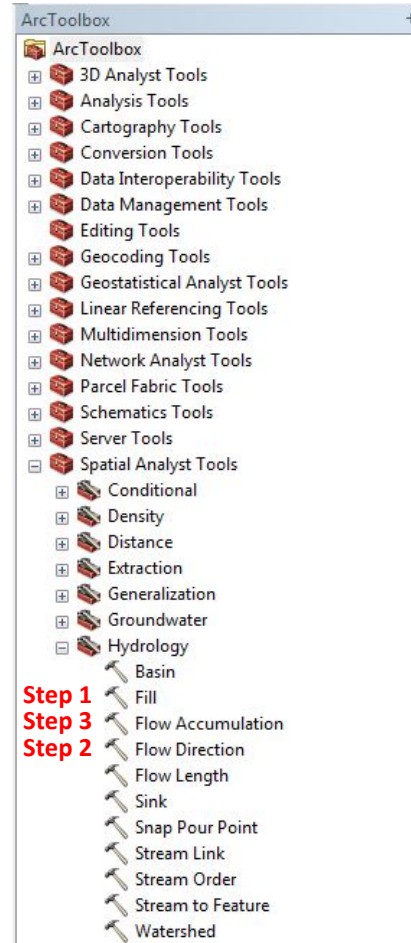 ArcToolbox
ArcToolbox
3D Analyst Tools
Analysis Tools
Cartography Tools
Conversion Tools
Data Interoperability Tools
Data Management Tools
Editing Tools
Geocoding Tools
Geostatistical Analyst Tools
Linear Referencing Tools
Multidimension Tools
Network Analyst Tools
Parcel Fabric Tools
Schematics Tools
Server Tools
Spatial Analyst Tools
Conditional
Density
Distance
Extraction
Generalization
Groundwater
Hydrology
Basin
Step 1 Fill
Step 3 Flow Accumulation
Step 2 Flow Direction
Flow Length
Sink
Snap Pour Point
Stream Link
Stream Order
Stream to Feature
Watershed